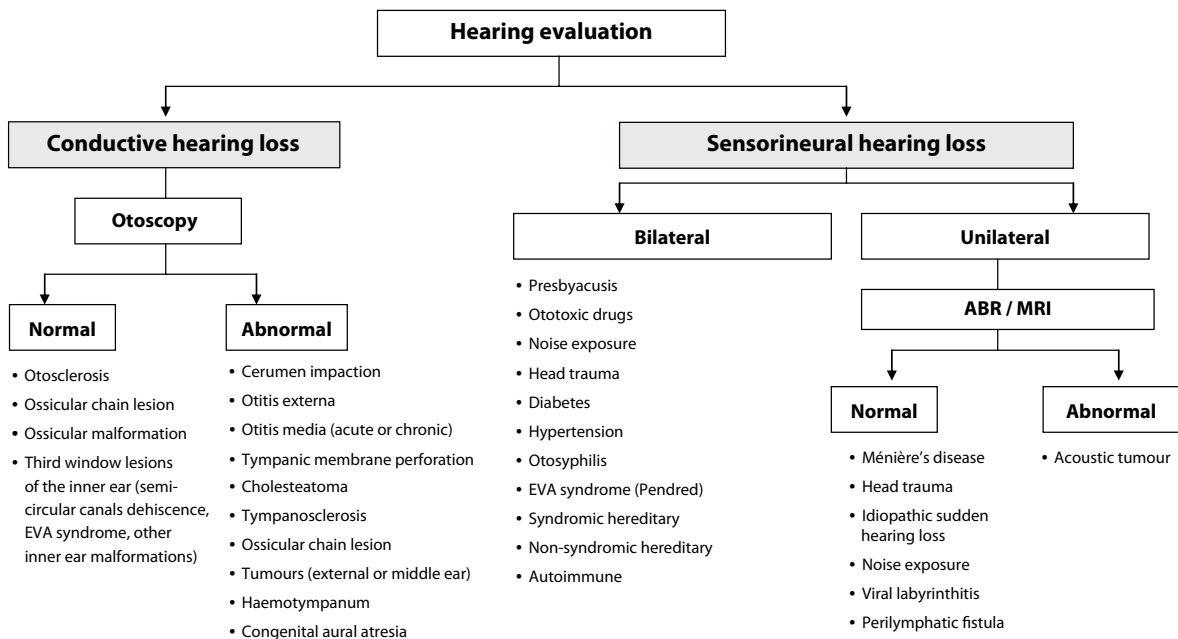 Hearing evaluation
Conductive hearing loss
Otoscopy
Normal
• Otosclerosis
• Ossicular chain lesion
• Ossicular malformation
• Third window lesions
of the inner ear (semi-
circular canals dehiscence,
EVA syndrome, other
inner ear malformations)
Abnormal
• Cerumen impaction
• Otitis externa
• Otitis media (acute or chronic)
• Tympanic membrane perforation
• Cholesteatoma
• Tympanosclerosis
• Ossicular chain lesion
• Tumours (external or middle ear)
• Haemotympanum
• Congenital aural atresia
Sensorineural hearing loss
Bilateral
• Presbyacusis
• Ototoxic drugs
• Noise exposure
• Head trauma
• Diabetes
• Hypertension
• Otosyphilis
• EVA syndrome (Pendred)
• Syndromic hereditary
• Non-syndromic hereditary
• Autoimmune
Unilateral
ABR / MRI
Normal
• Ménière’s disease
• Head trauma
• Idiopathic sudden
hearing loss
• Noise exposure
• Viral labyrinthitis
• Perilymphatic fistula
Abnormal
• Acoustic tumour